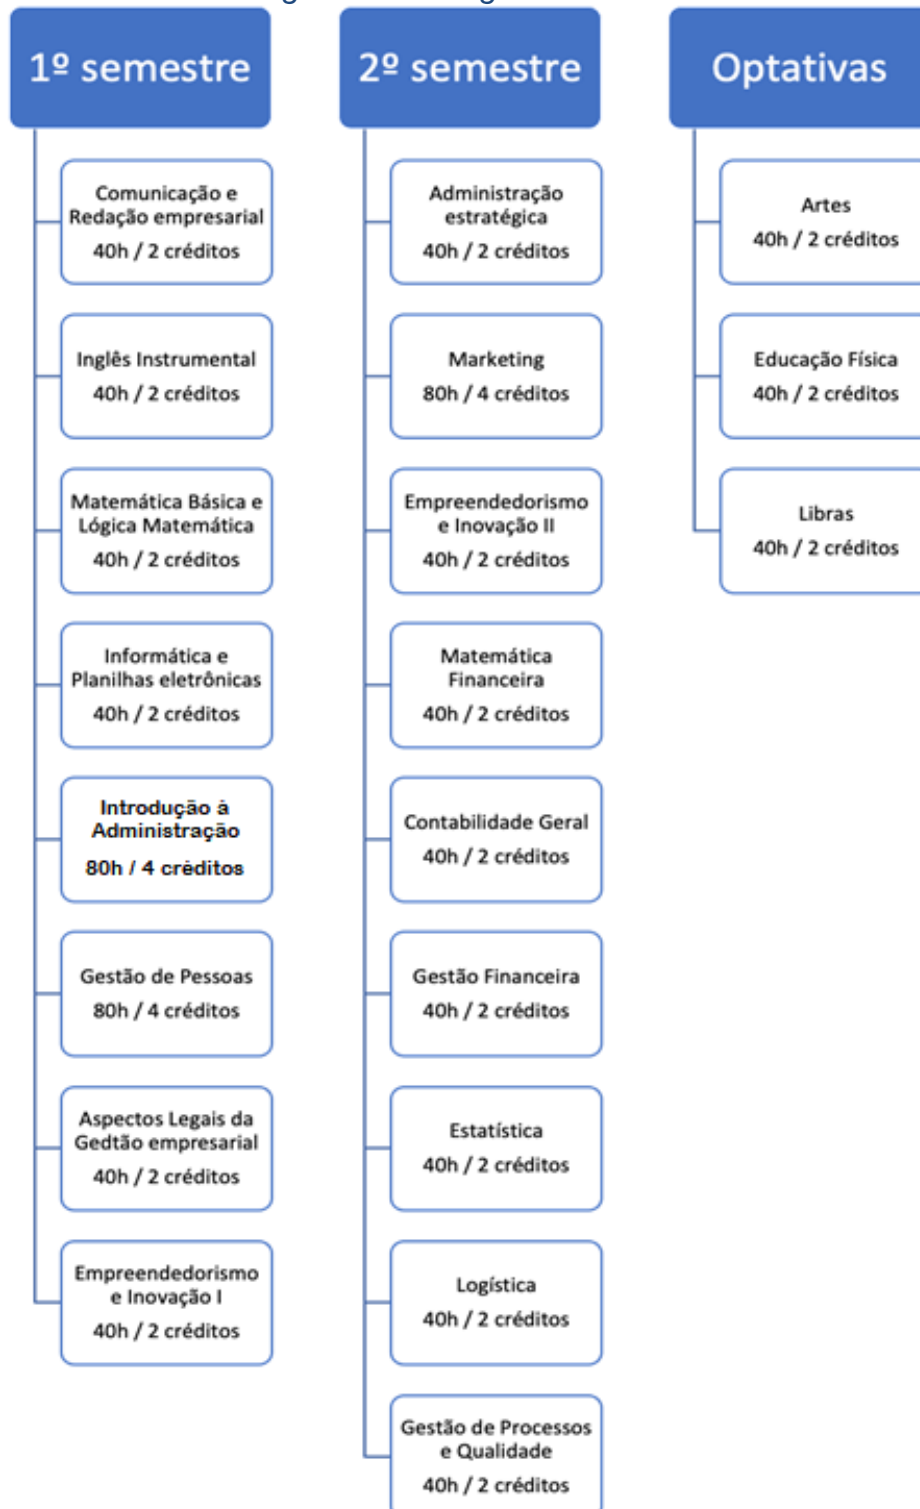 1º semestre
Comunicação e
Redação empresarial
40h / 2 créditos
Inglês Instrumental
40h / 2 créditos
Matemática Básica e
Lógica Matemática
40h / 2 créditos
Informática e
Planilhas eletrônicas
40h / 2 créditos
Introdução à
Administração
80h / 4 créditos
Gestão de Pessoas
80h / 4 créditos
Aspectos Legais da
Gedtão empresarial
40h / 2 créditos
Empreendedorismo
e Inovação I
40h / 2 créditos
2º semestre
Administração
estratégica
40h / 2 créditos
Marketing
80h / 4 créditos
Empreendedorismo
e Inovação II
40h / 2 créditos
Matemática
Financeira
40h / 2 créditos
Contabilidade Geral
40h / 2 créditos
Gestão Financeira
40h / 2 créditos
Estatística
40h / 2 créditos
Logística
40h / 2 créditos
Gestão de Processos
e Qualidade
40h / 2 créditos
Optativas
Artes
40h / 2 créditos
Educação Física
40h / 2 créditos
Libras
40h / 2 créditos